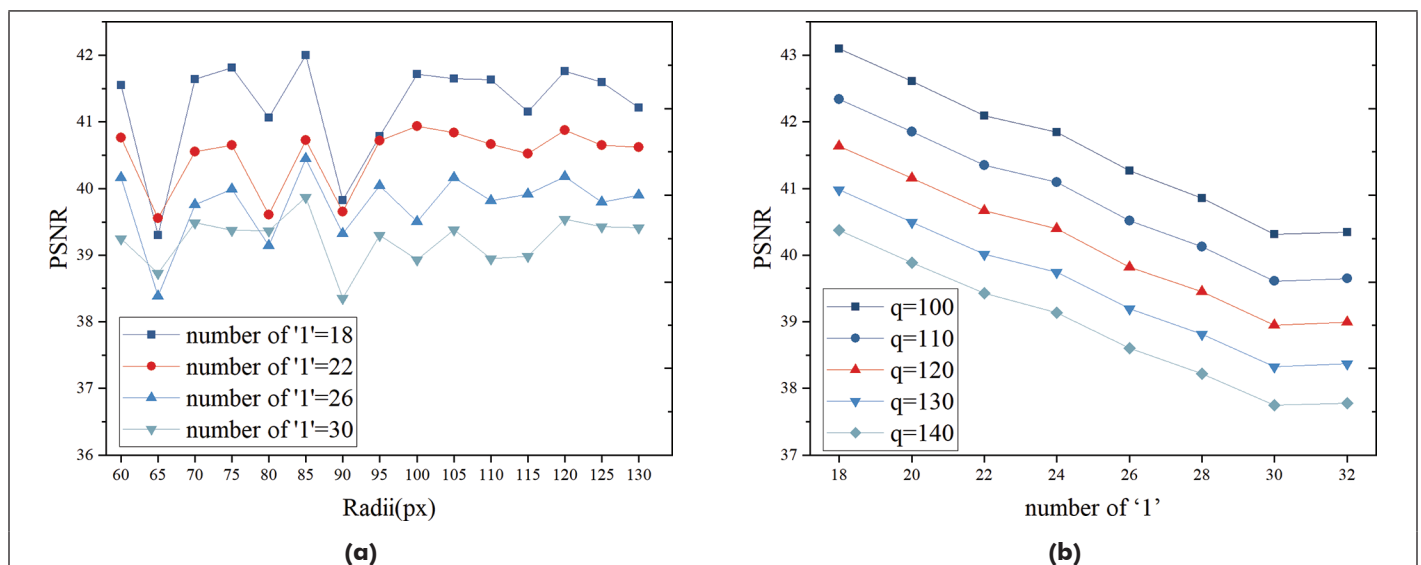 42
41
40
39
38
37
36
PSNR
number of '1'=18
number of '1'=22
number of '1'=26
number of '1'=30
60 65 70 75 80 85 90 95 100 105 110 115 120 125 130
Radii(px)
(a)
43
42
41
40
39
38
37
PSNR
q=100
q=110
q=120
q=130
q=140
18 20 22 24 26 28 30 32
number of ‘1’
(b)